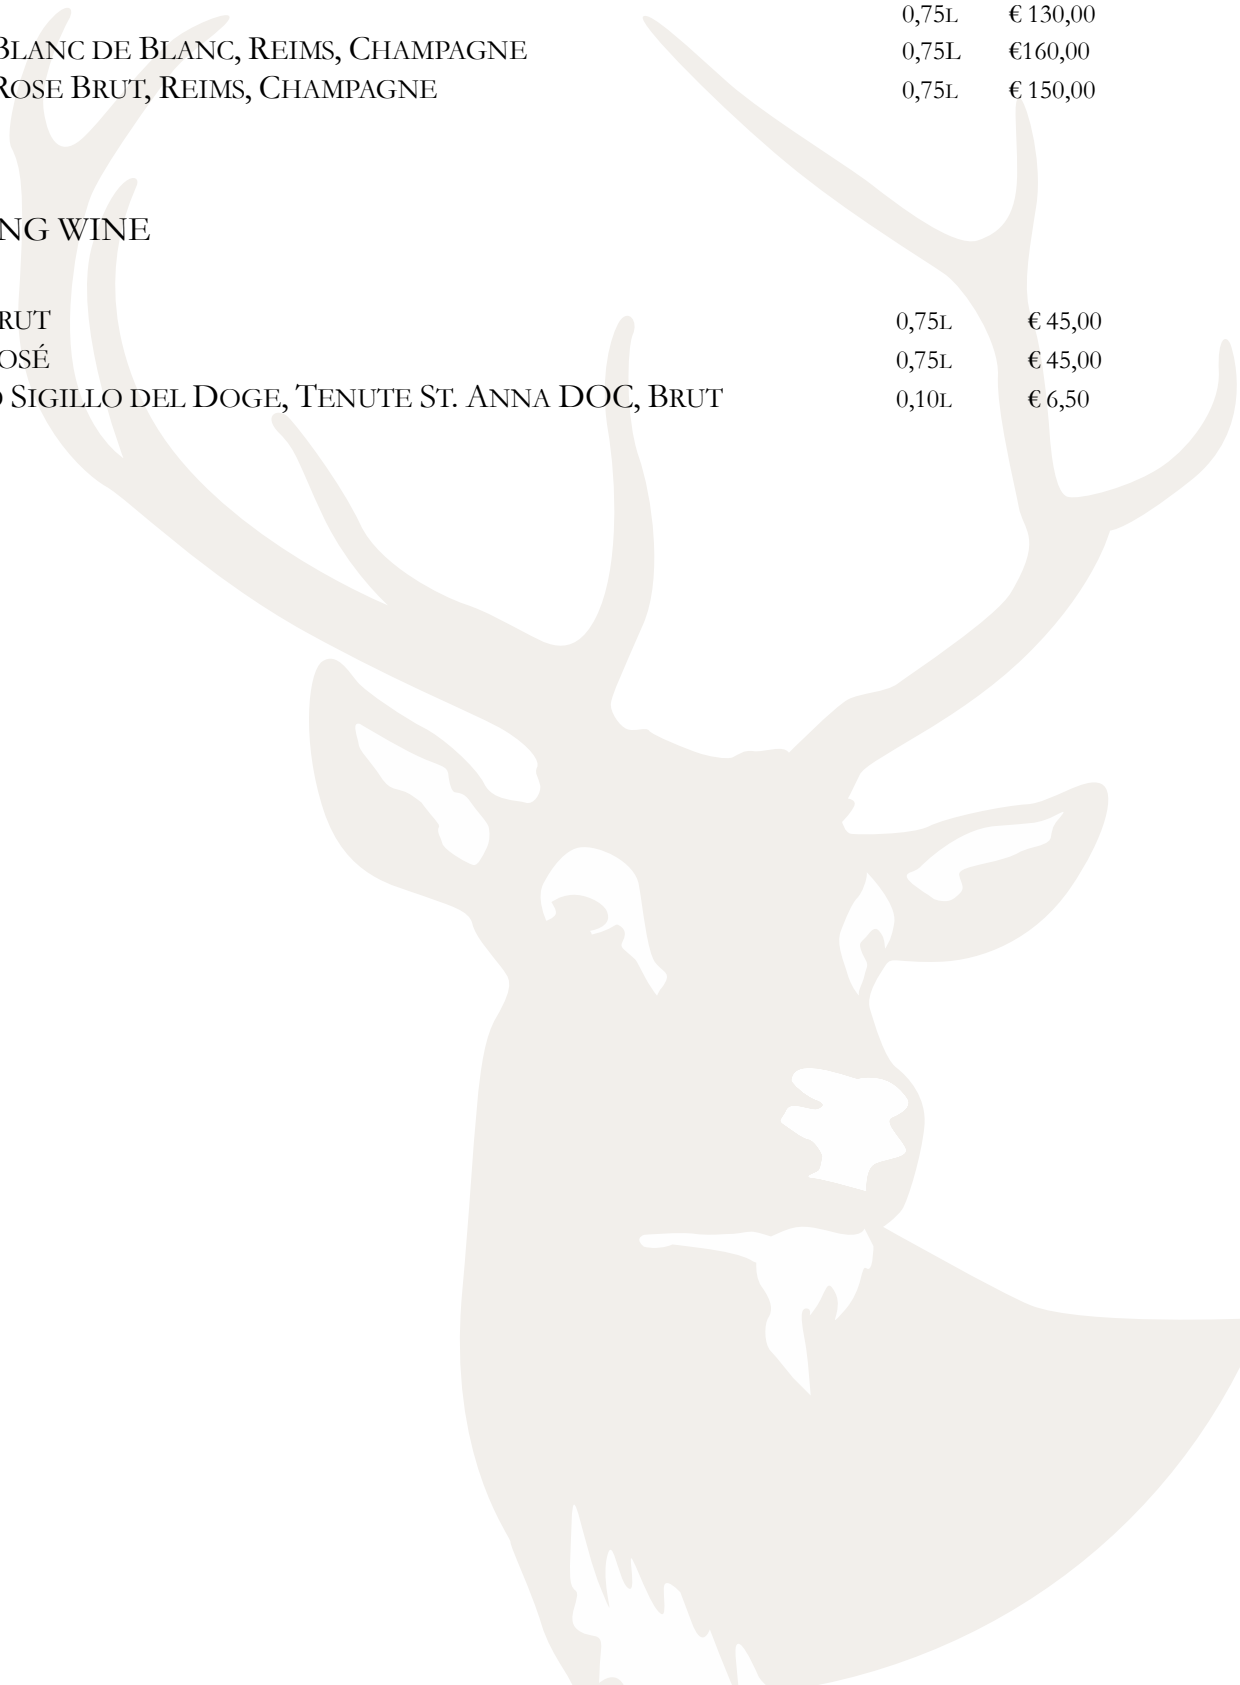 0,75L € 130,00
BLANC DE BLANC, REIMS, CHAMPAGNE 0,75L €160,00
ROSE BRUT, REIMS, CHAMPAGNE 0,75L € 150,00
NG WINE
RUT 0,75L € 45,00
OSÉ 0,75L € 45,00
SIGILLO DEL DOGE, TENUTE ST. ANNA DOC, BRUT 0,10L € 6,50